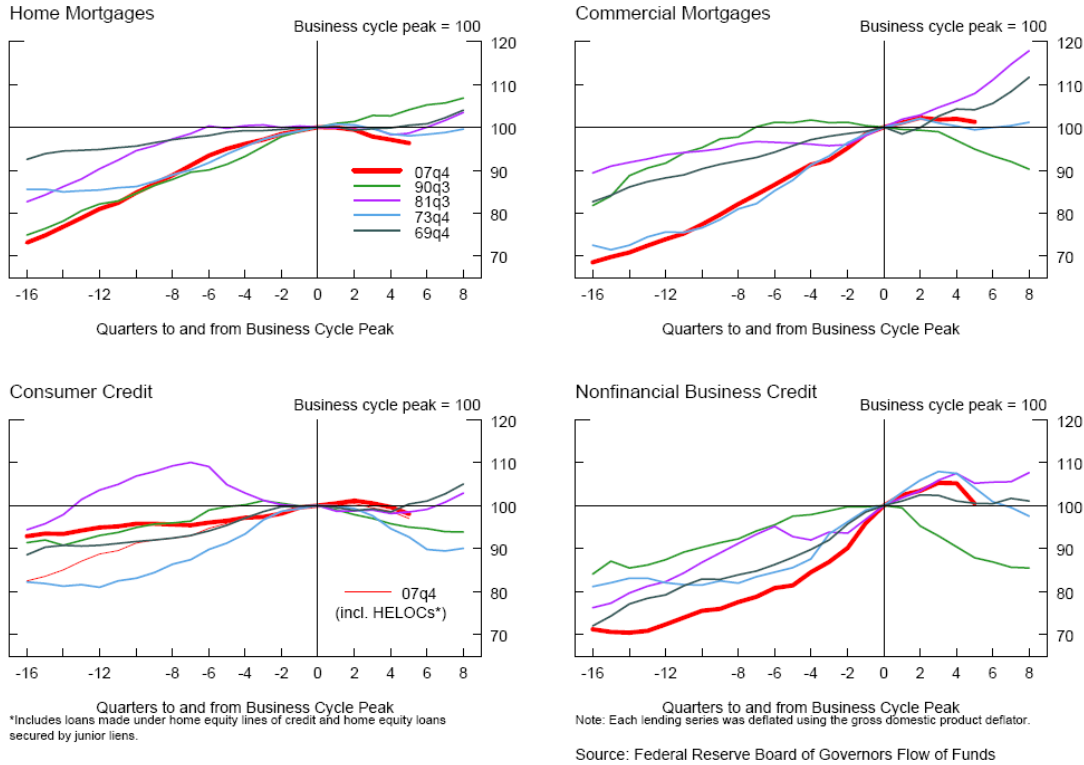 Home Mortgages
Business cycle peak = 100
120
110
100
90
80
70
07q4
90q3
81q3
73q4
69q4
-16 -12 -8 -6 -4 -2 0 2 4 6 8
Quarters to and from Business Cycle Peak
Commercial Mortgages
Business cycle peak = 100
120
110
100
90
80
70
-16 -12 -8 -6 -4 -2 0 2 4 6 8
Quarters to and from Business Cycle Peak
Consumer Credit
Business cycle peak = 100
120
110
100
90
80
70
07q4
(incl. HELOCs*)
-16 -12 -8 -6 -4 -2 0 2 4 6 8
Quarters to and from Business Cycle Peak
*Includes loans made under home equity lines of credit and home equity loans
secured by junior liens.
Nonfinancial Business Credit
Business cycle peak = 100
120
110
100
90
80
70
-16 -12 -8 -6 -4 -2 0 2 4 6 8
Quarters to and from Business Cycle Peak
Note: Each lending series was deflated using the gross domestic product deflator.
Source: Federal Reserve Board of Governors Flow of Funds